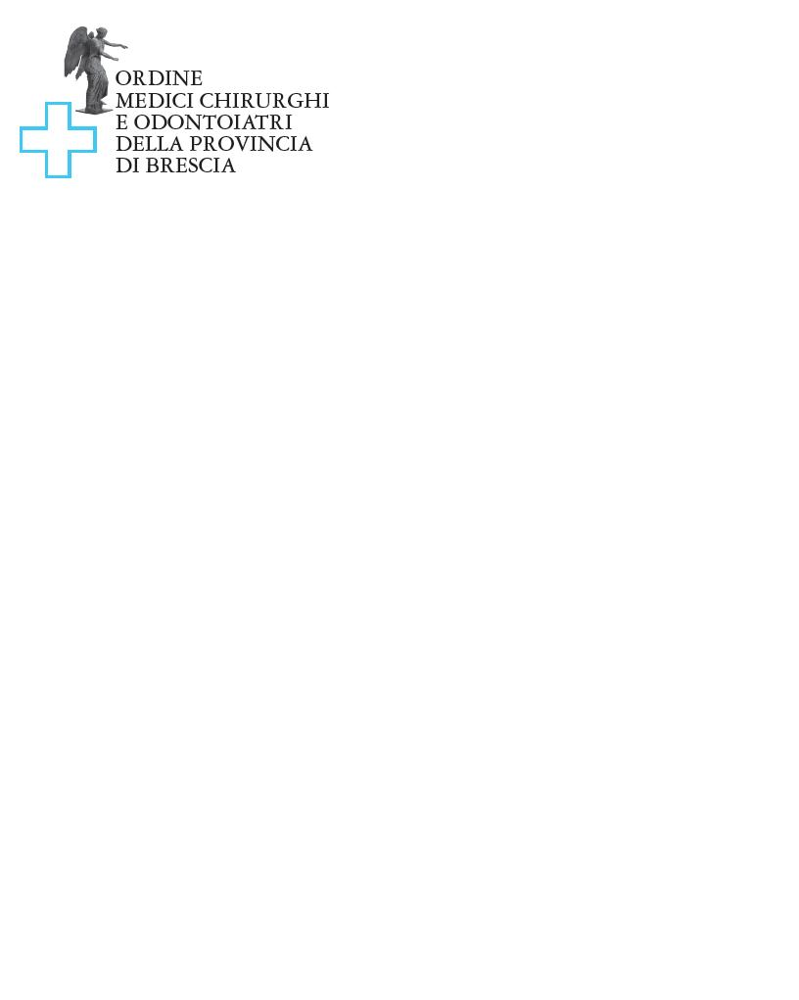 ORDINE
MEDICI CHIRURGHI
E ODONTOIATRI
DELLA PROVINCIA
DI BRESCIA